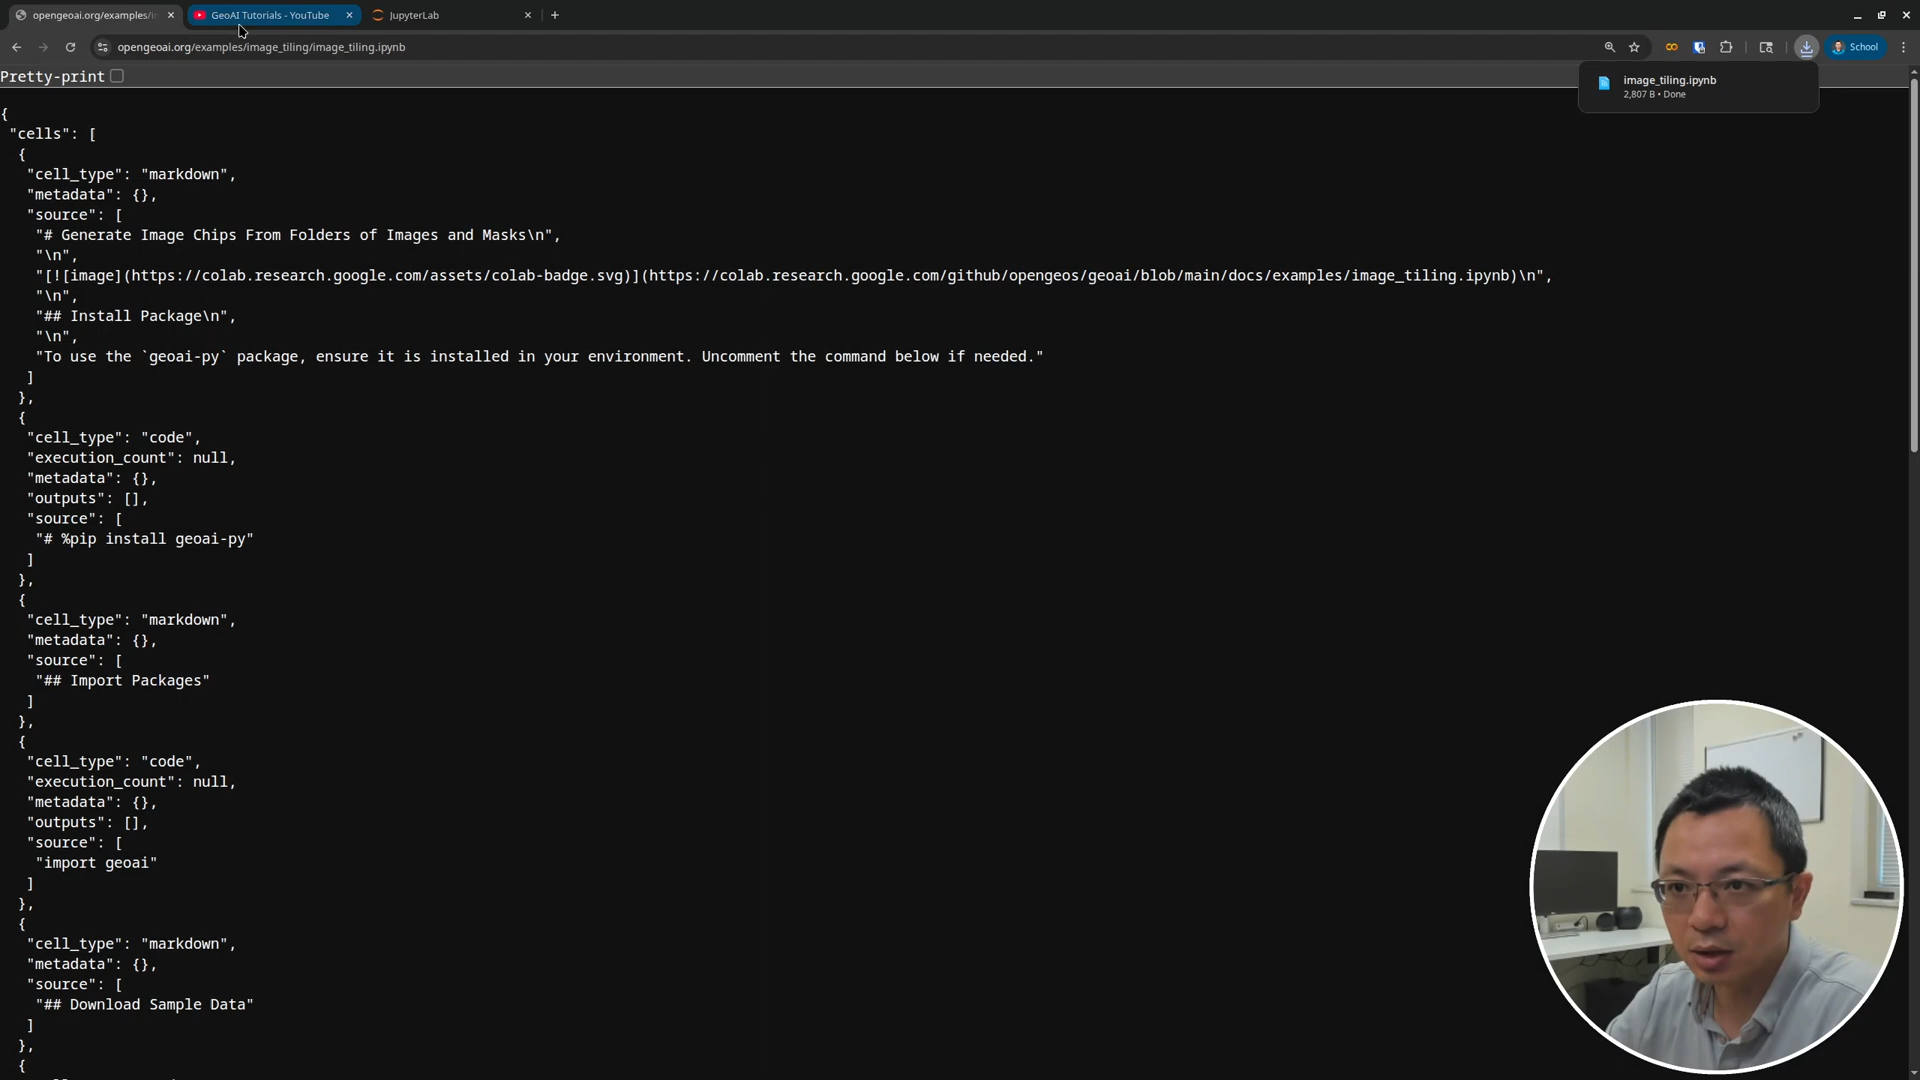 opengeoai.org/examples/i
GeoAI Tutorials - YouTube
JupyterLab
opengeoai.org/examples/image_tiling/image_tiling.ipynb
School
Pretty-print
image_tiling.ipynb
2,807 B • Done
{
"cells": [
{
"cell_type": "markdown",
"metadata": {},
"source": [
"# Generate Image Chips From Folders of Images and Masks\n",
"\n",
"[![image](https://colab.research.google.com/assets/colab-badge.svg)](https://colab.research.google.com/github/opengeos/geoai/blob/main/docs/examples/image_tiling.ipynb)\n",
"\n",
"## Install Package\n",
"\n",
"To use the `geoai-py` package, ensure it is installed in your environment. Uncomment the command below if needed."
]
},
{
"cell_type": "code",
"execution_count": null,
"metadata": {},
"outputs": [],
"source": [
"# %pip install geoai-py"
]
},
{
"cell_type": "markdown",
"metadata": {},
"source": [
"## Import Packages"
]
},
{
"cell_type": "code",
"execution_count": null,
"metadata": {},
"outputs": [],
"source": [
"import geoai"
]
},
{
"cell_type": "markdown",
"metadata": {},
"source": [
"## Download Sample Data"
]
},
{